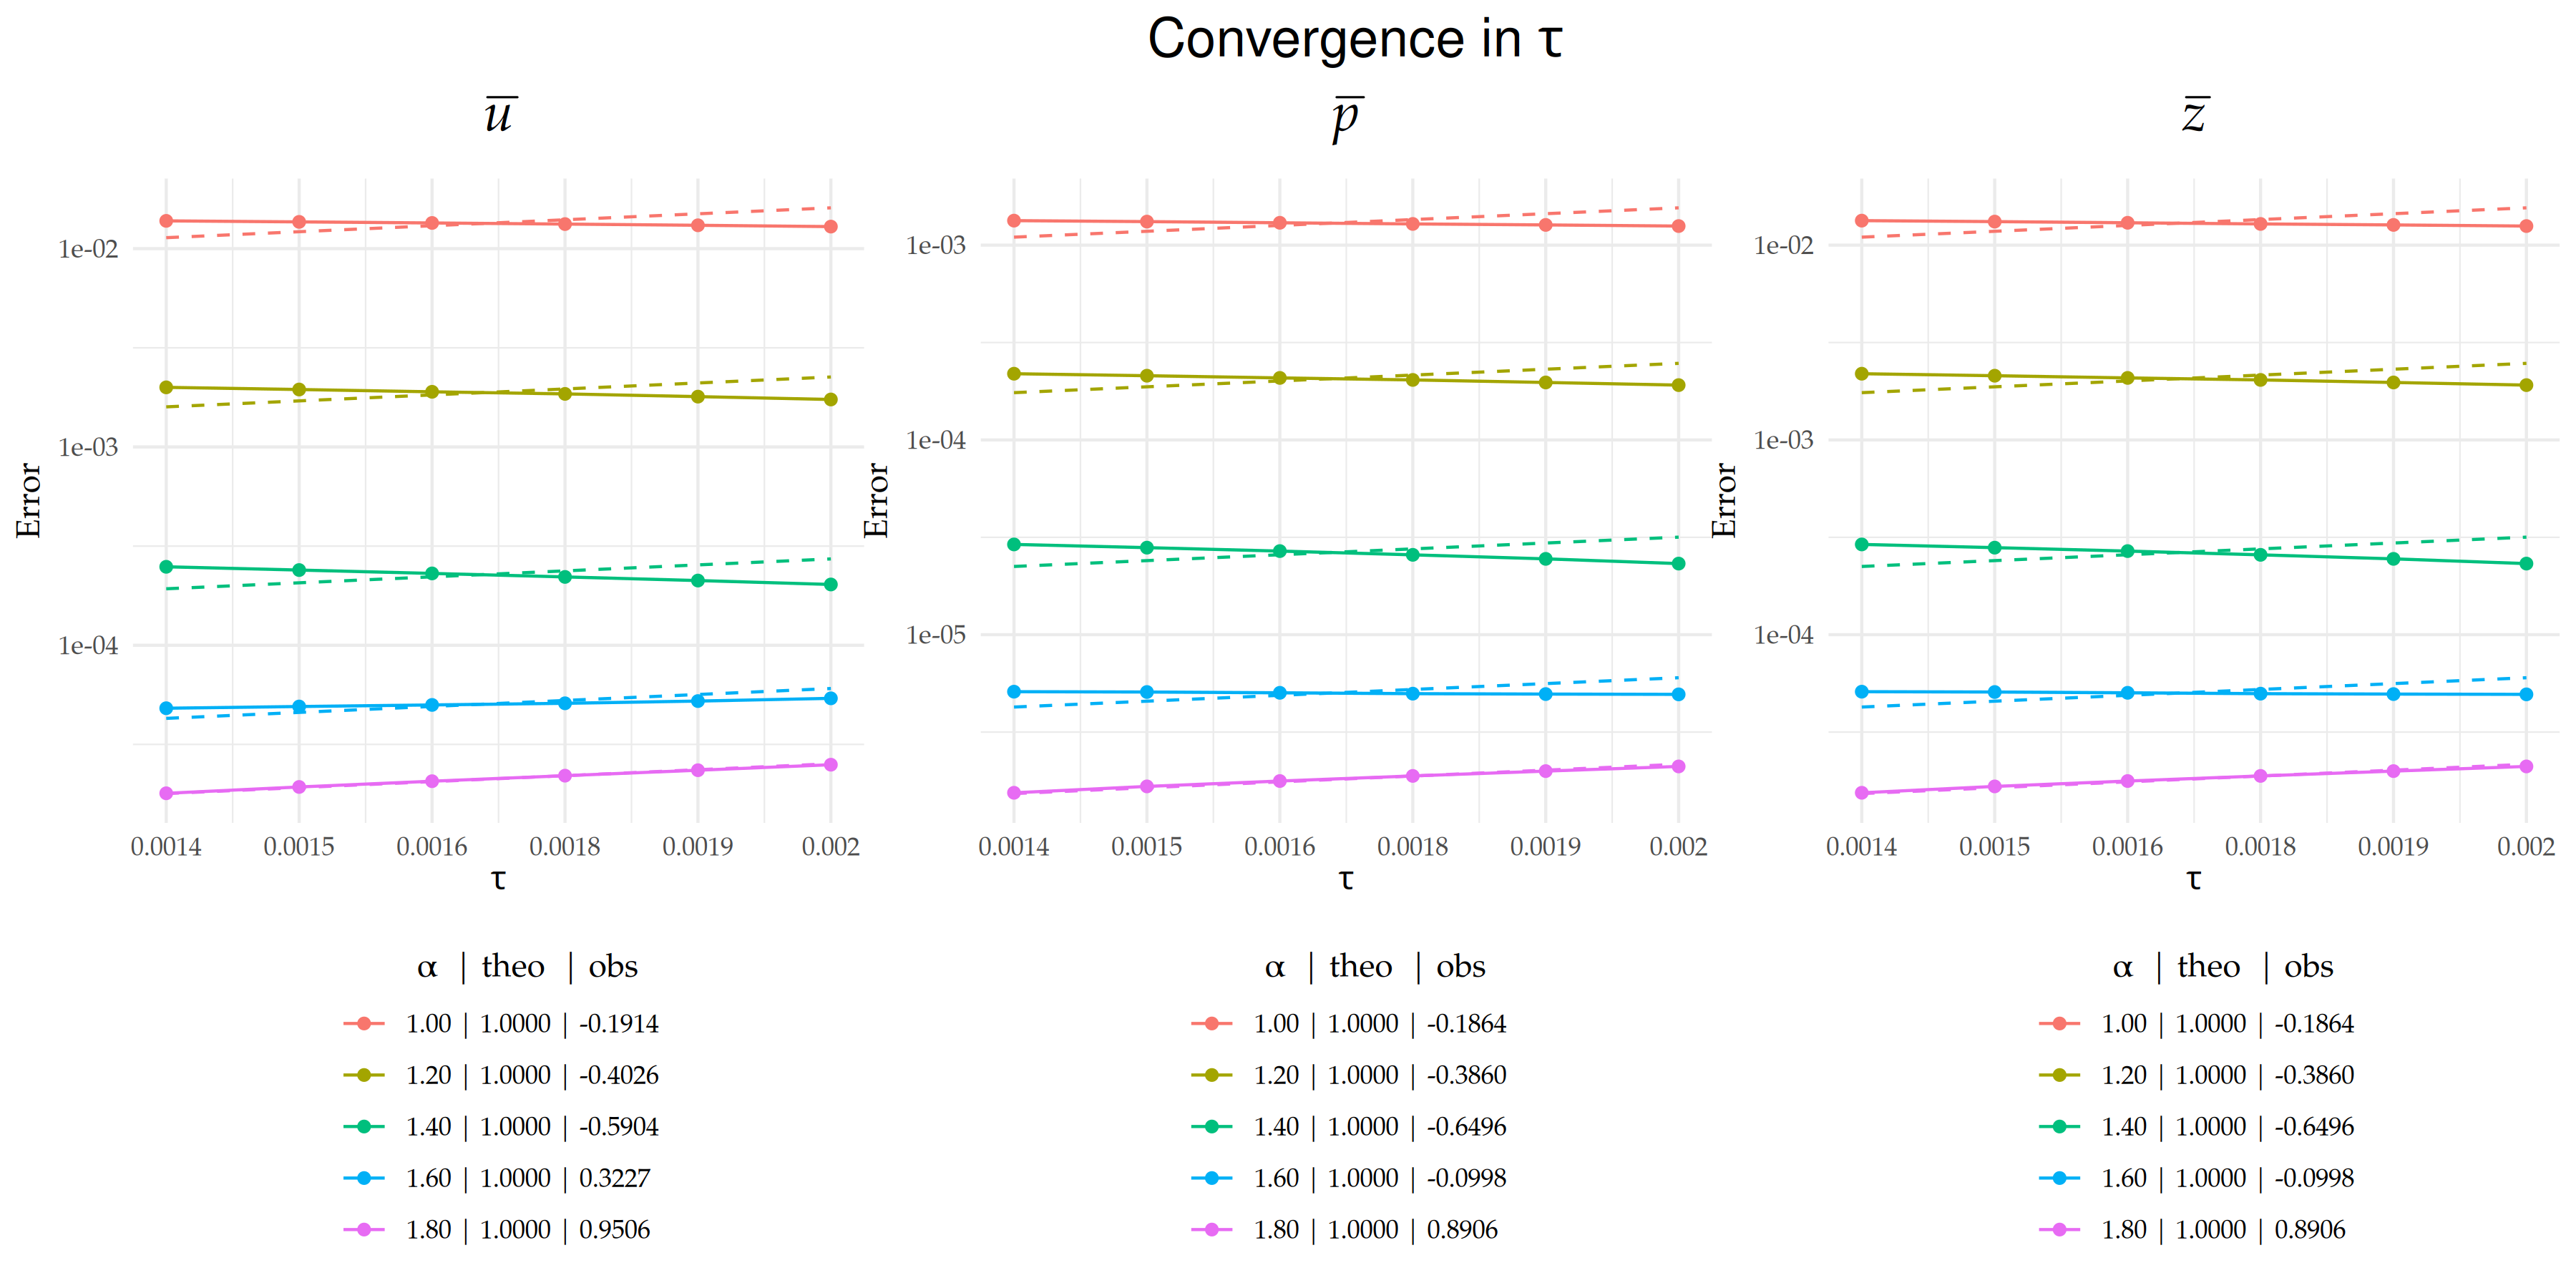 Convergence in τ
u̅
p̅
z̅
Error
1e-02
1e-03
1e-04
0.0014 0.0015 0.0016 0.0018 0.0019 0.002
τ
Error
1e-03
1e-04
1e-05
0.0014 0.0015 0.0016 0.0018 0.0019 0.002
τ
Error
1e-02
1e-03
1e-04
0.0014 0.0015 0.0016 0.0018 0.0019 0.002
τ
α | theo | obs
1.00 | 1.0000 | -0.1914
1.20 | 1.0000 | -0.4026
1.40 | 1.0000 | -0.5904
1.60 | 1.0000 | 0.3227
1.80 | 1.0000 | 0.9506
α | theo | obs
1.00 | 1.0000 | -0.1864
1.20 | 1.0000 | -0.3860
1.40 | 1.0000 | -0.6496
1.60 | 1.0000 | -0.0998
1.80 | 1.0000 | 0.8906
α | theo | obs
1.00 | 1.0000 | -0.1864
1.20 | 1.0000 | -0.3860
1.40 | 1.0000 | -0.6496
1.60 | 1.0000 | -0.0998
1.80 | 1.0000 | 0.8906